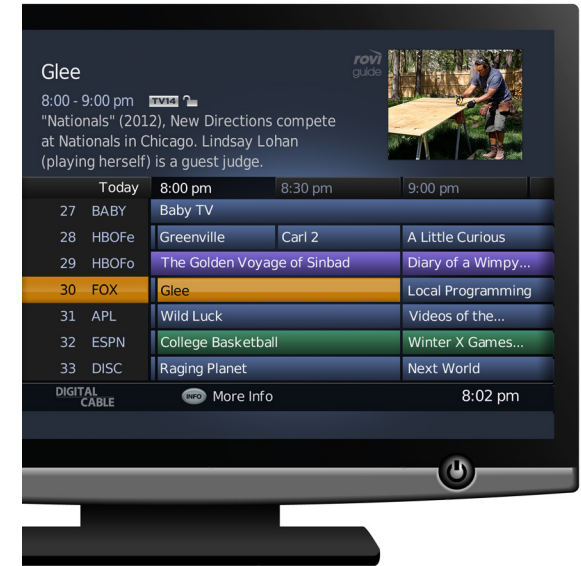 Glee
rovi
guide
8:00 - 9:00 pm TV14
"Nationals" (2012), New Directions compete
at Nationals in Chicago. Lindsay Lohan
(playing herself) is a guest judge.
Today 8:00 pm 8:30 pm 9:00 pm
27 BABY Baby TV
28 HBOFe Greenville Carl 2 A Little Curious
29 HBOFo The Golden Voyage of Sinbad Diary of a Wimpy...
30 FOX Glee Local Programming
31 APL Wild Luck Videos of the...
32 ESPN College Basketball Winter X Games...
33 DISC Raging Planet Next World
DIGITAL
CABLE
INFO More Info 8:02 pm